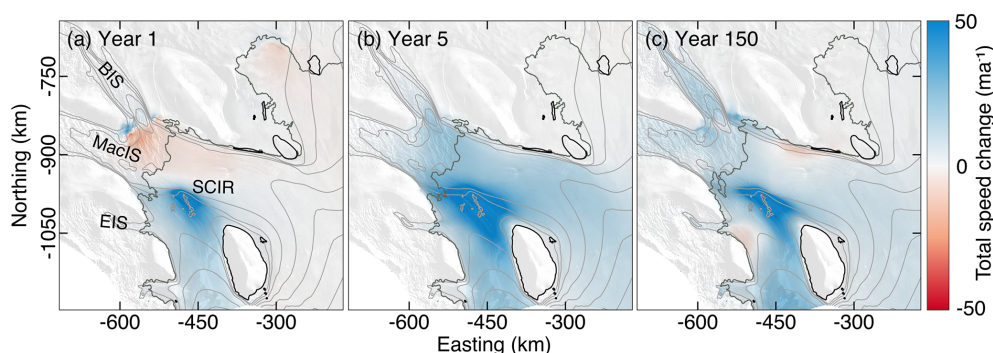 (a) Year 1
(b) Year 5
(c) Year 150
BIS
MacIS
SCIR
EIS
Northing (km)
-750
-900
-1050
-600
-450
-300
-600
-450
-300
-600
-450
-300
Easting (km)
50
0
-50
Total speed change (ma⁻¹)